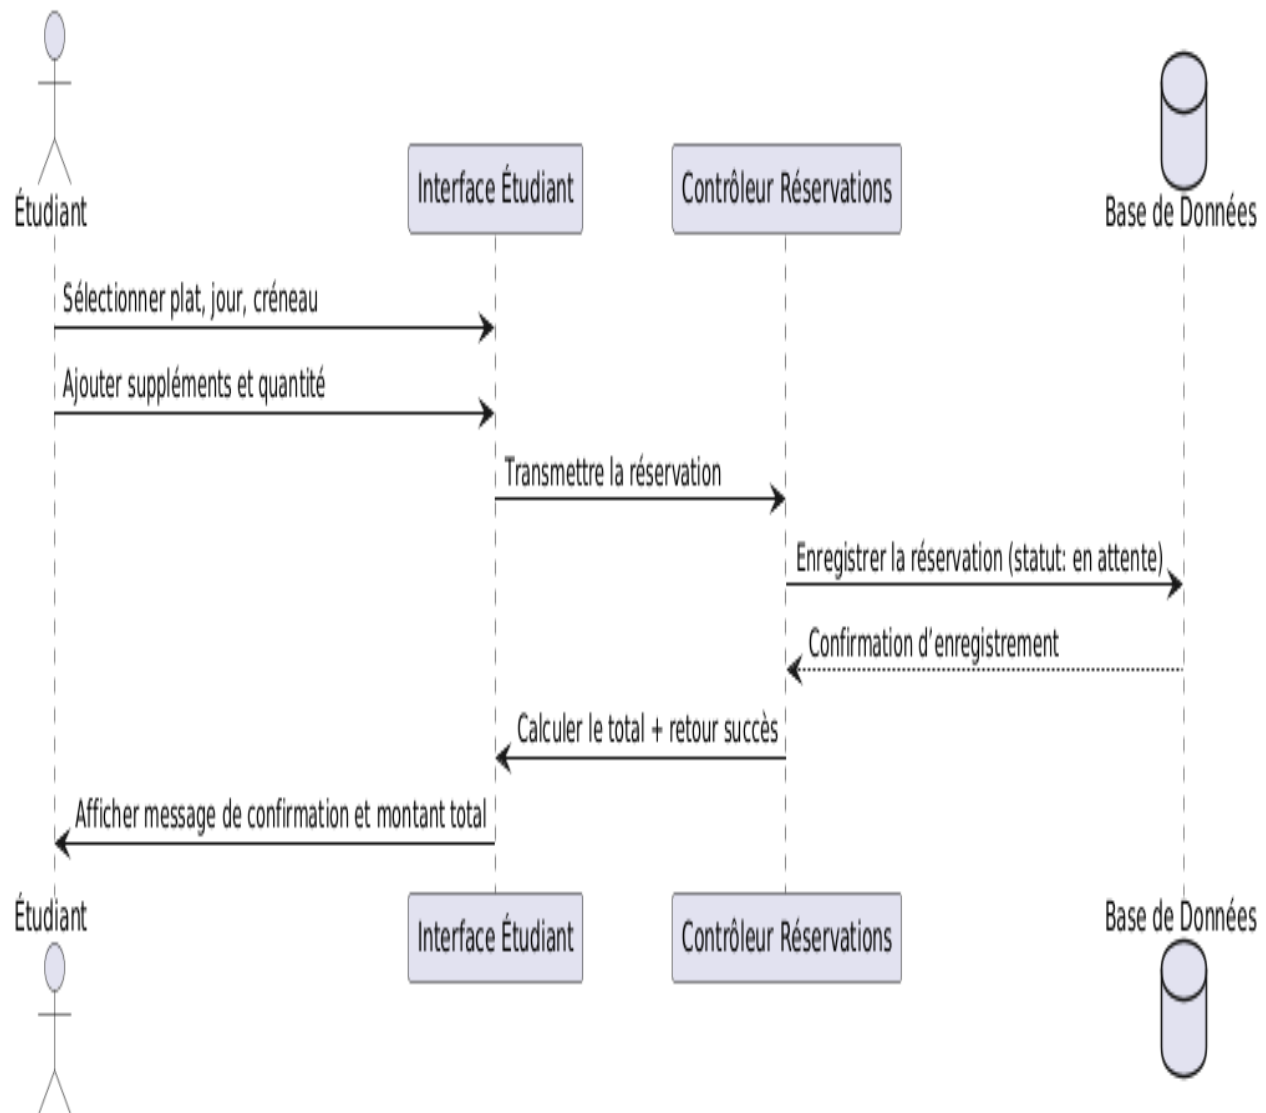 Étudiant
Interface Étudiant
Contrôleur Réservations
Base de Données
Sélectionner plat, jour, créneau
Ajouter suppléments et quantité
Transmettre la réservation
Enregistrer la réservation (statut: en attente)
Confirmation d’enregistrement
Calculer le total + retour succès
Afficher message de confirmation et montant total
Étudiant
Interface Étudiant
Contrôleur Réservations
Base de Données